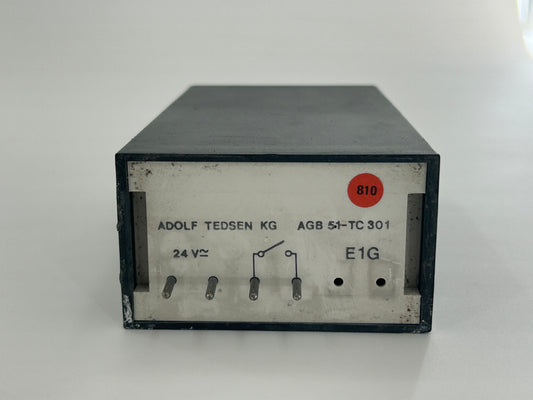 810
ADOLF TEDSEN KG AGB 51-TC 301
24 V≂ E1G